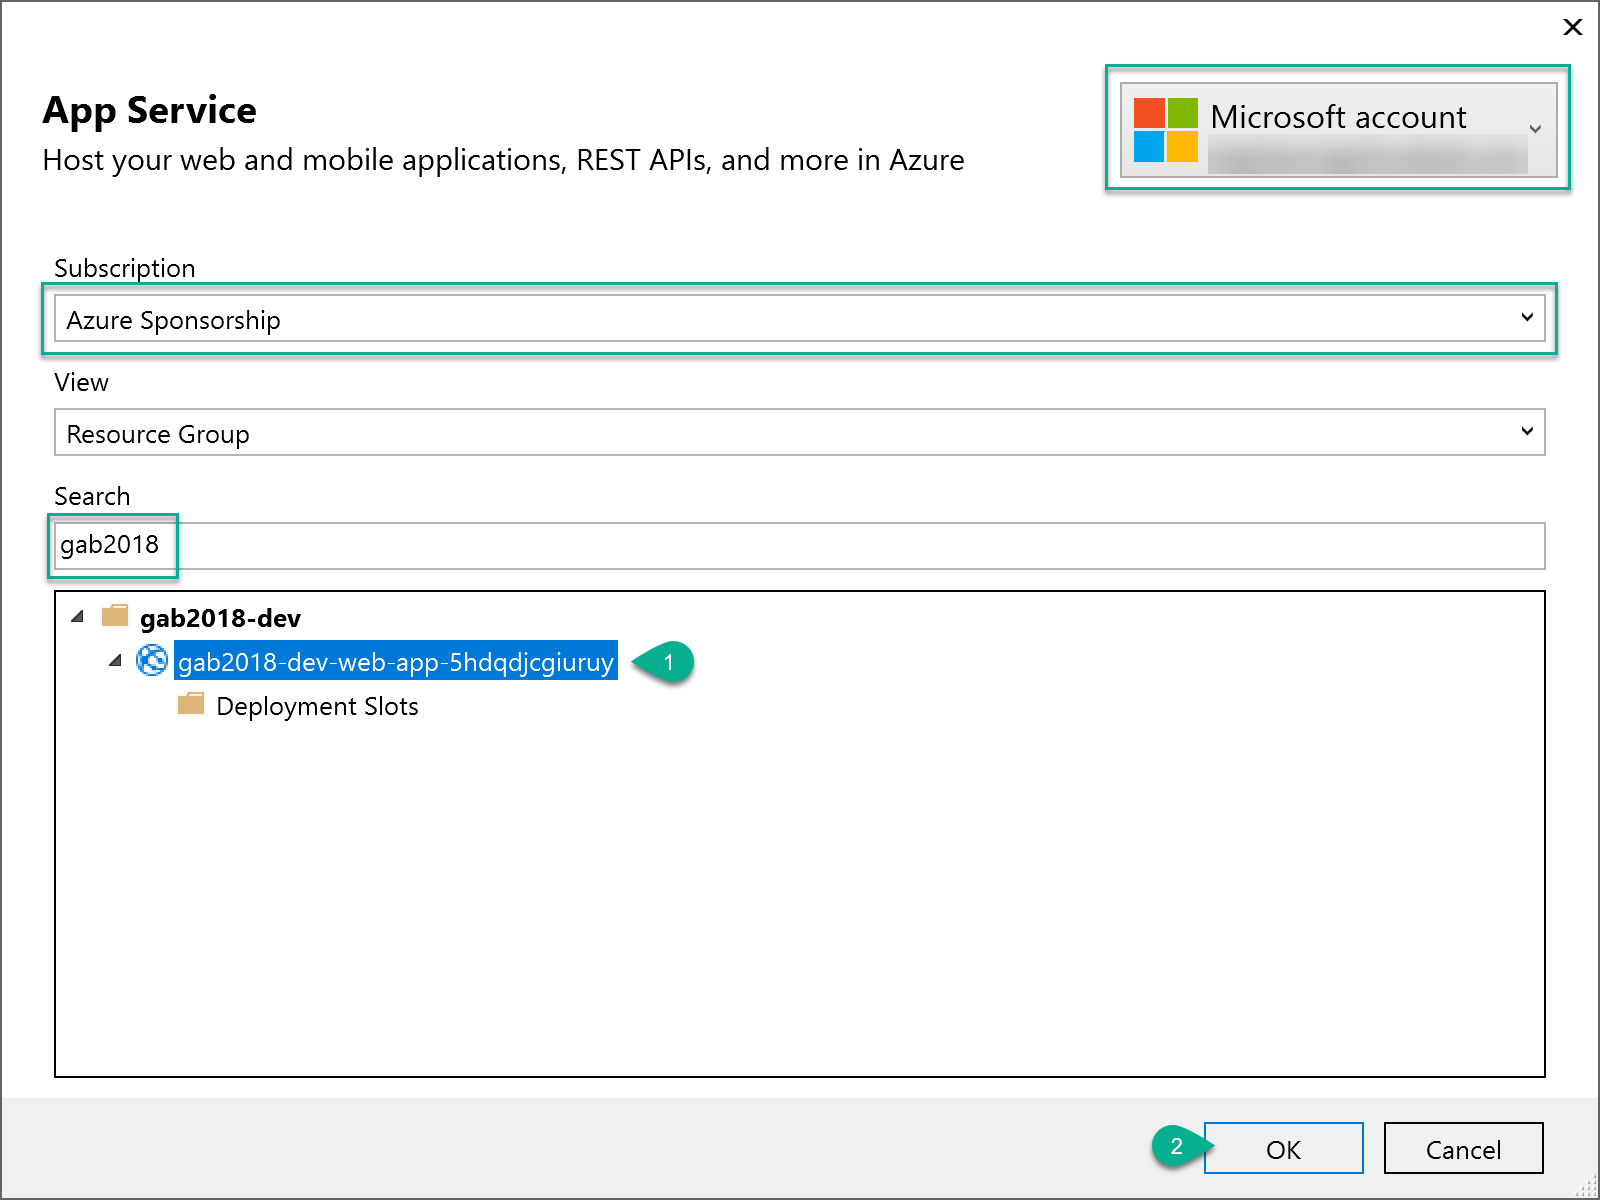 App Service
Host your web and mobile applications, REST APIs, and more in Azure
Microsoft account
Subscription
Azure Sponsorship
View
Resource Group
Search
gab2018
gab2018-dev
gab2018-dev-web-app-5hdqdjcgiuruy
1
Deployment Slots
2
OK
Cancel